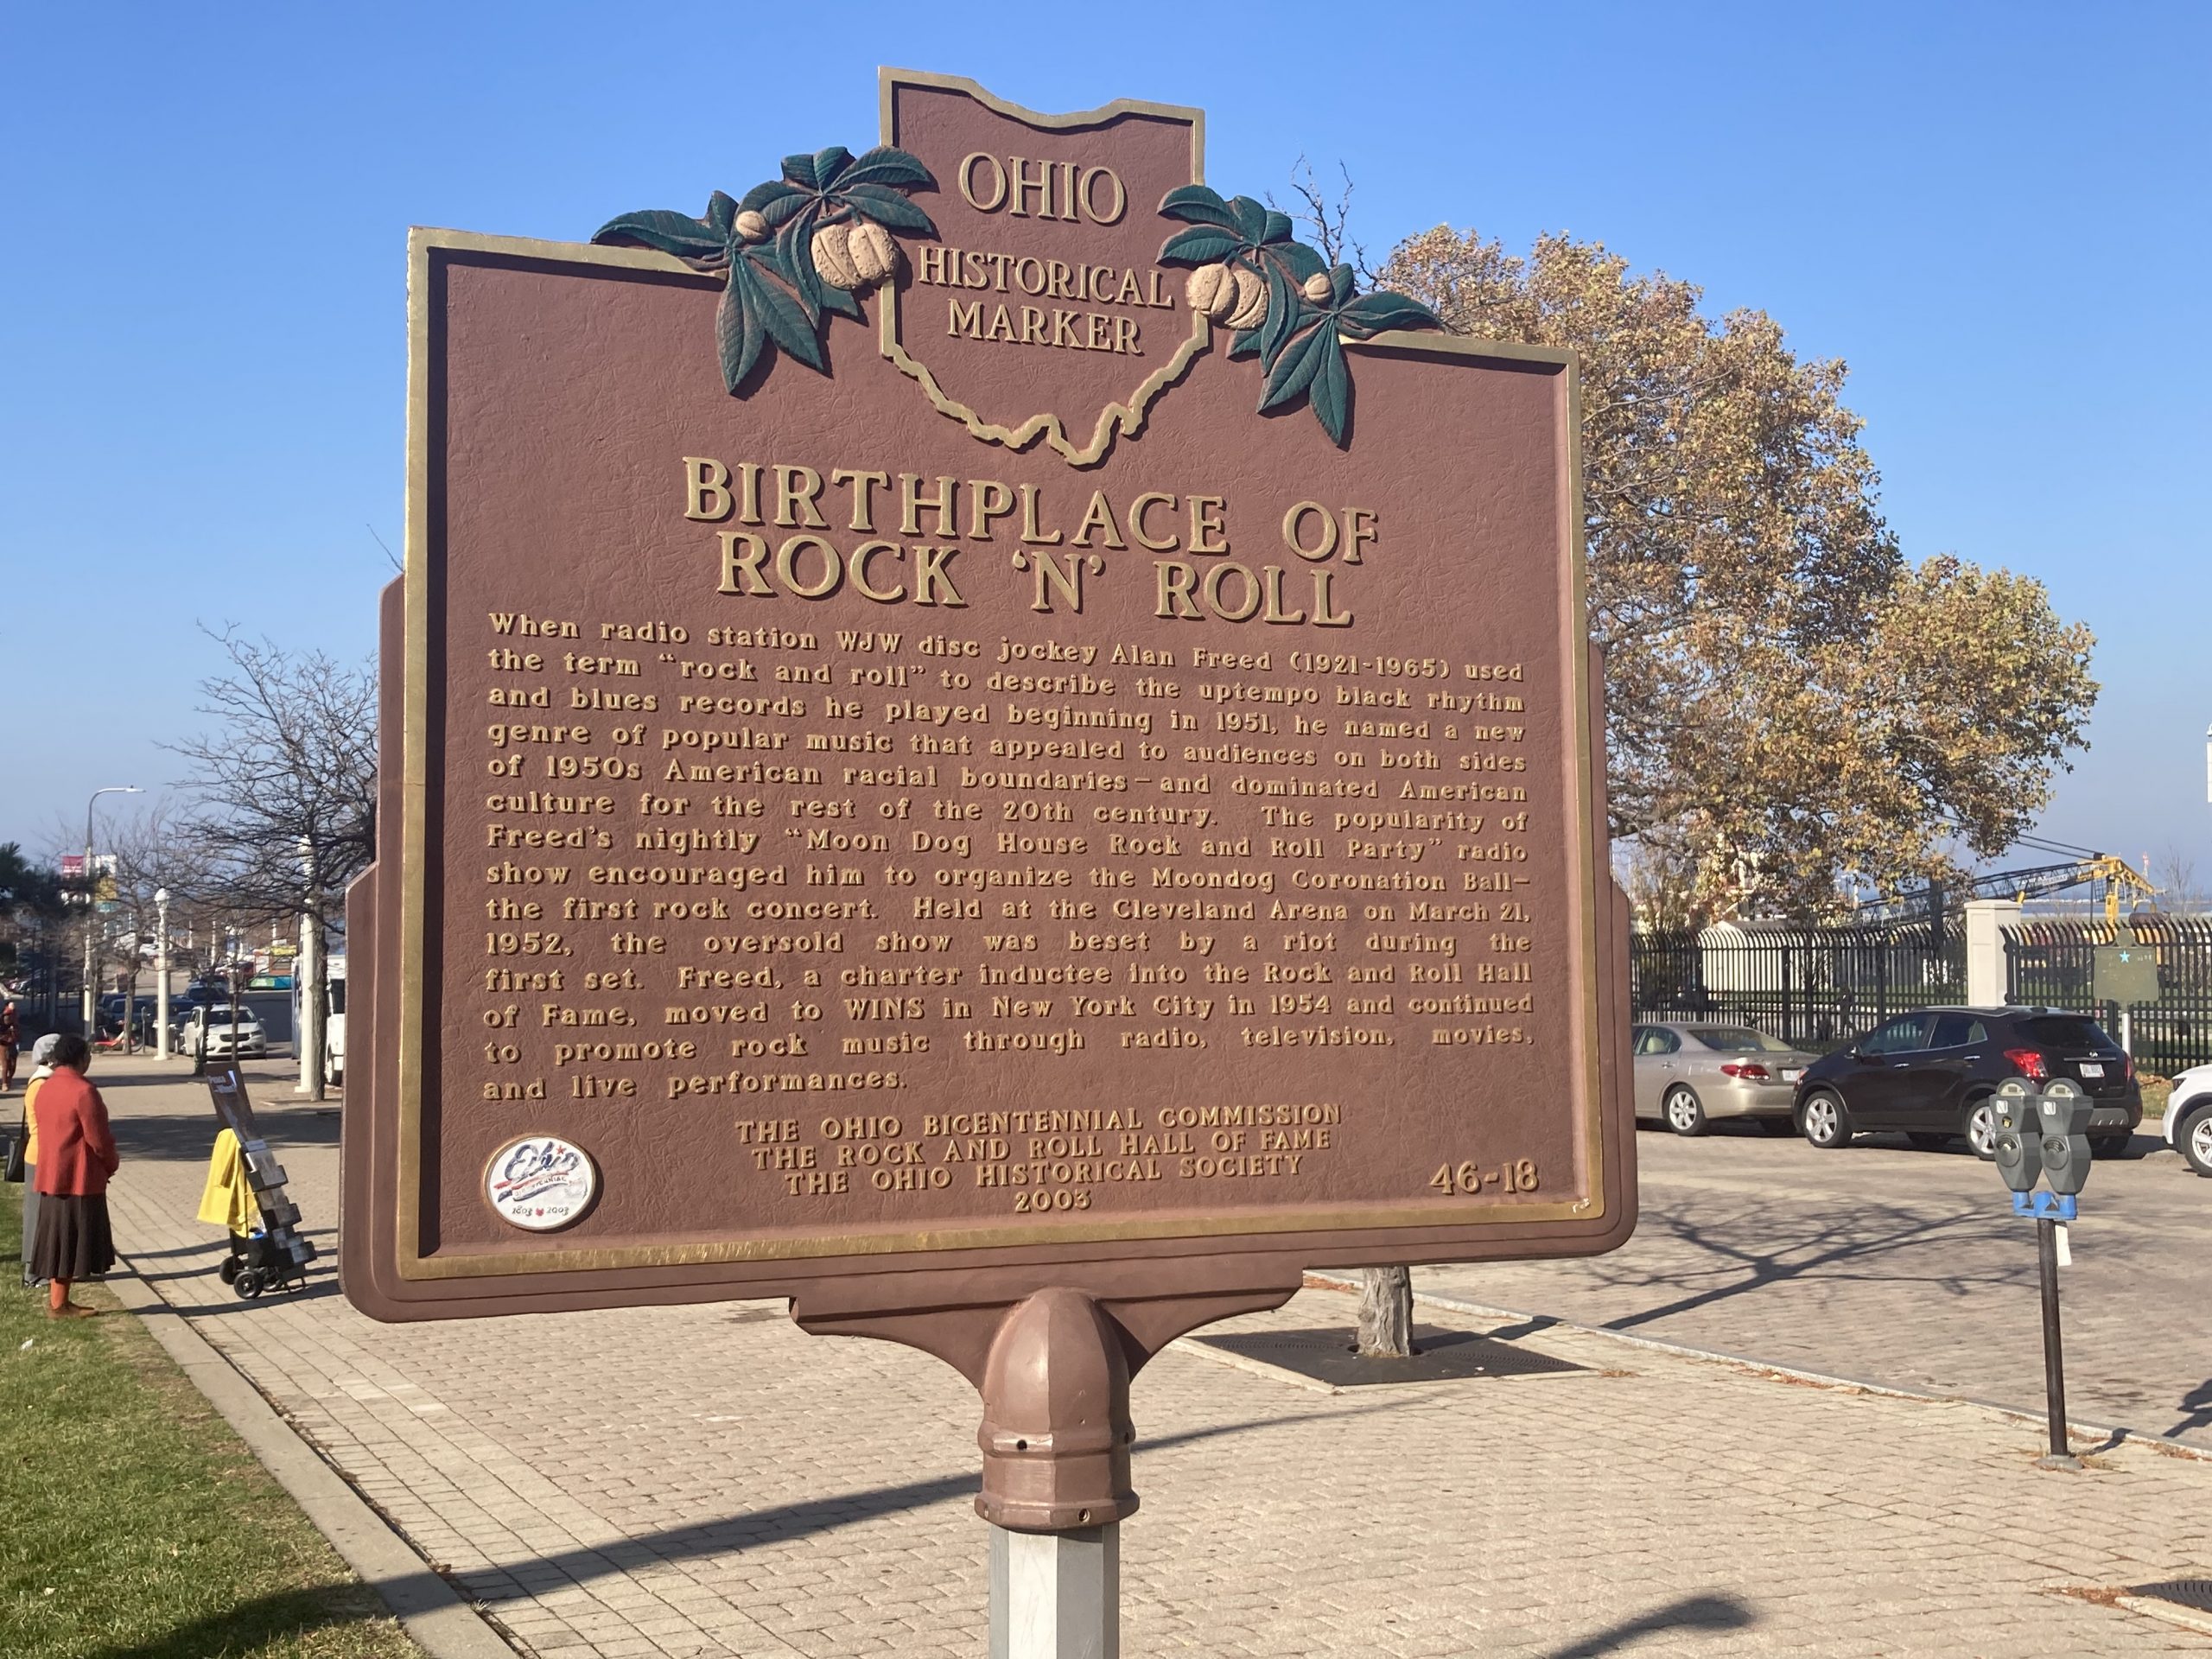 OHIO
HISTORICAL
MARKER
BIRTHPLACE OF
ROCK 'N' ROLL
When radio station WJW disc jockey Alan Freed (1921-1965) used
the term "rock and roll" to describe the uptempo black rhythm
and blues records he played beginning in 1951, he named a new
genre of popular music that appealed to audiences on both sides
of 1950s American racial boundaries—and dominated American
culture for the rest of the 20th century. The popularity of
Freed's nightly "Moon Dog House Rock and Roll Party" radio
show encouraged him to organize the Moondog Coronation Ball—
the first rock concert. Held at the Cleveland Arena on March 21,
1952, the oversold show was beset by a riot during the
first set. Freed, a charter inductee into the Rock and Roll Hall
of Fame, moved to WINS in New York City in 1954 and continued
to promote rock music through radio, television, movies,
and live performances.
THE OHIO BICENTENNIAL COMMISSION
THE ROCK AND ROLL HALL OF FAME
THE OHIO HISTORICAL SOCIETY
2003
46-18
Ohio
1803 2003